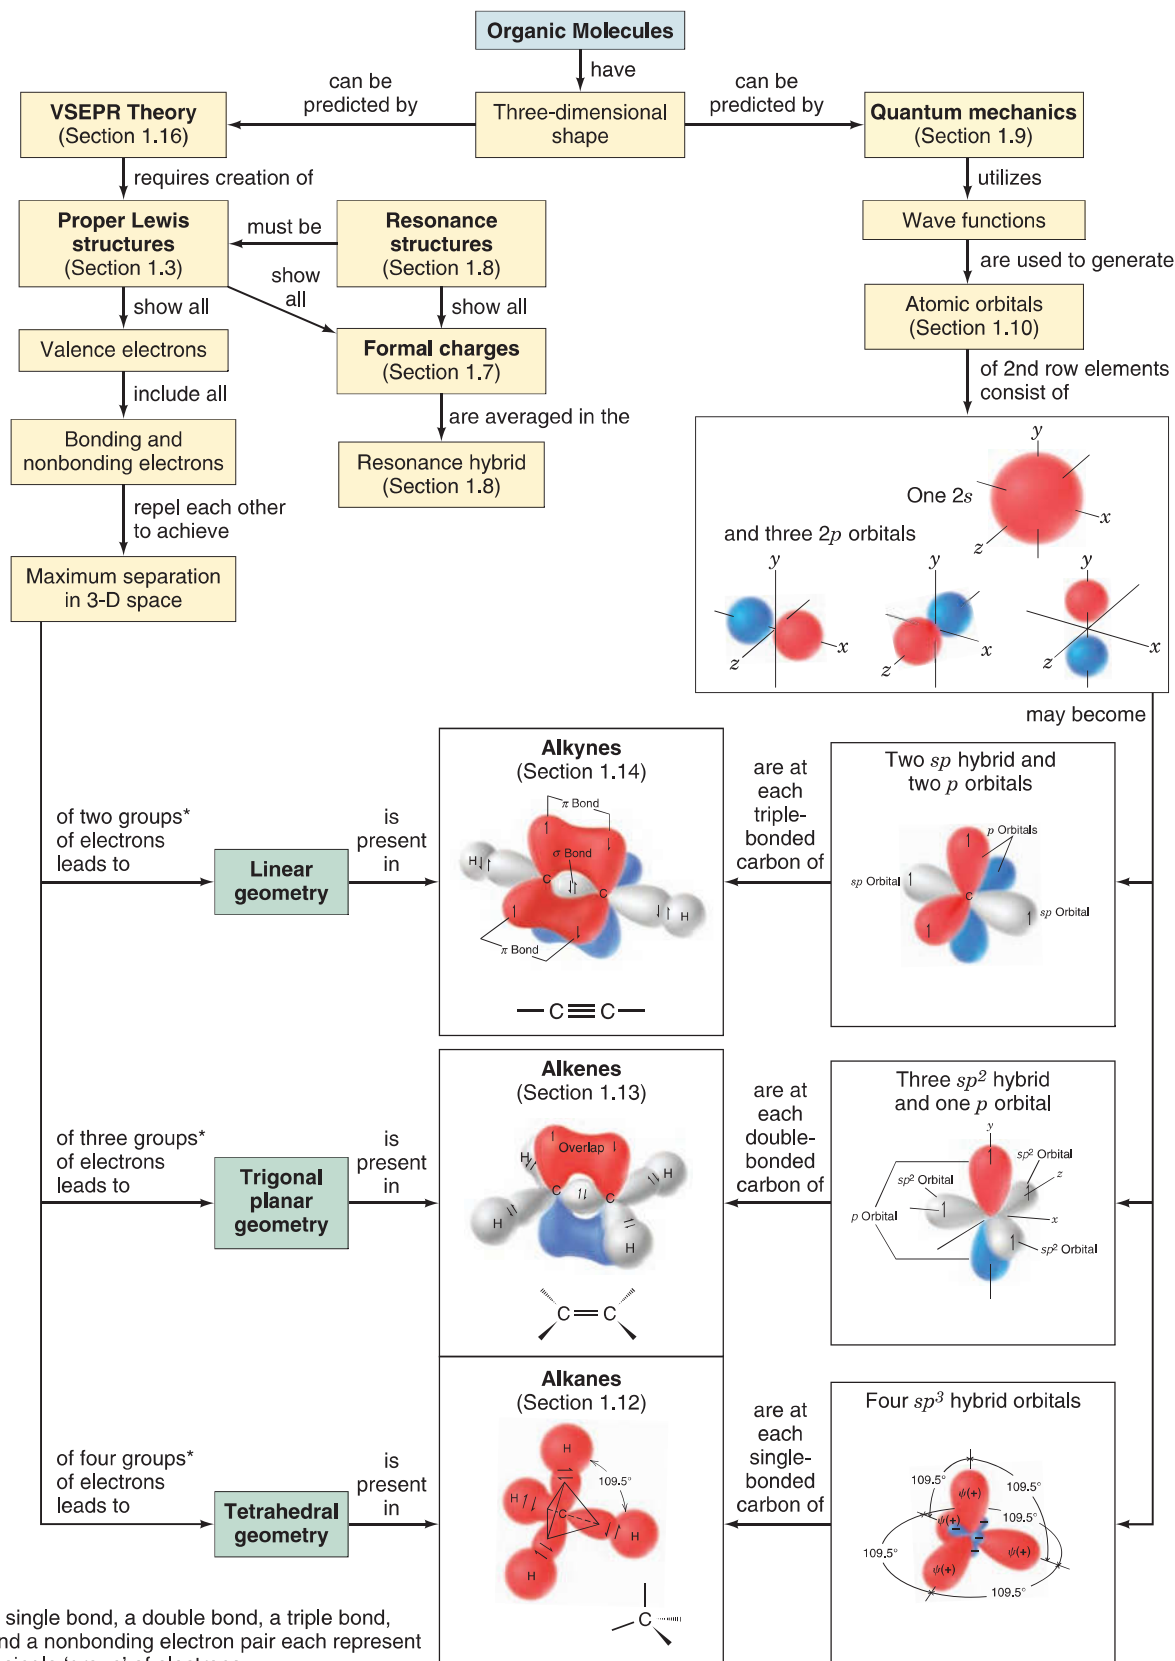 Organic Molecules
have
can be
predicted by
Three-dimensional
shape
can be
predicted by
VSEPR Theory
(Section 1.16)
Quantum mechanics
(Section 1.9)
requires creation of
utilizes
Proper Lewis
structures
(Section 1.3)
must be
Resonance
structures
(Section 1.8)
Wave functions
are used to generate
show
all
show all
show all
Atomic orbitals
(Section 1.10)
Valence electrons
Formal charges
(Section 1.7)
of 2nd row elements
consist of
include all
are averaged in the
Bonding and
nonbonding electrons
Resonance hybrid
(Section 1.8)
repel each other
to achieve
Maximum separation
in 3-D space
y
One 2s
x
z
and three 2p orbitals
y
x
z
y
x
z
y
x
z
may become
of two groups*
of electrons
leads to
Linear
geometry
is
present
in
Alkynes
(Section 1.14)
π Bond
σ Bond
H
C
C
H
π Bond
C≡C
are at
each
triple-
bonded
carbon of
Two sp hybrid and
two p orbitals
p Orbitals
sp Orbital
C
sp Orbital
of three groups*
of electrons
leads to
Trigonal
planar
geometry
is
present
in
Alkenes
(Section 1.13)
Overlap
H
H
C
C
H
H
C=C
are at
each
double-
bonded
carbon of
Three sp² hybrid
and one p orbital
y
sp² Orbital
z
sp² Orbital
p Orbital
x
sp² Orbital
of four groups*
of electrons
leads to
Tetrahedral
geometry
is
present
in
Alkanes
(Section 1.12)
H
109.5°
H
C
H
H
C
are at
each
single-
bonded
carbon of
Four sp³ hybrid orbitals
109.5°
109.5°
ψ(+)
ψ(+)
109.5°
109.5°
ψ(+)
ψ(+)
109.5°
single bond, a double bond, a triple bond,
nd a nonbonding electron pair each represent